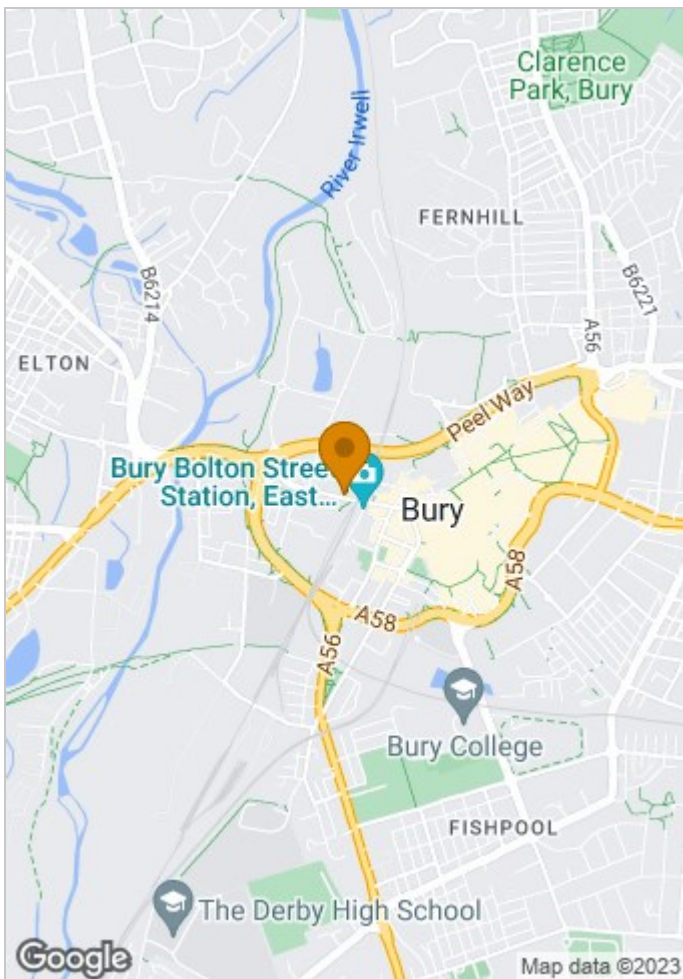 Clarence
Park, Bury
River Irwell
FERNHILL
B6214
B6221
A56
ELTON
Peel Way
Bury Bolton Stree
Station, East...
Bury
A58
A58
A56
Bury College
FISHPOOL
The Derby High School
Google
Map data ©2023